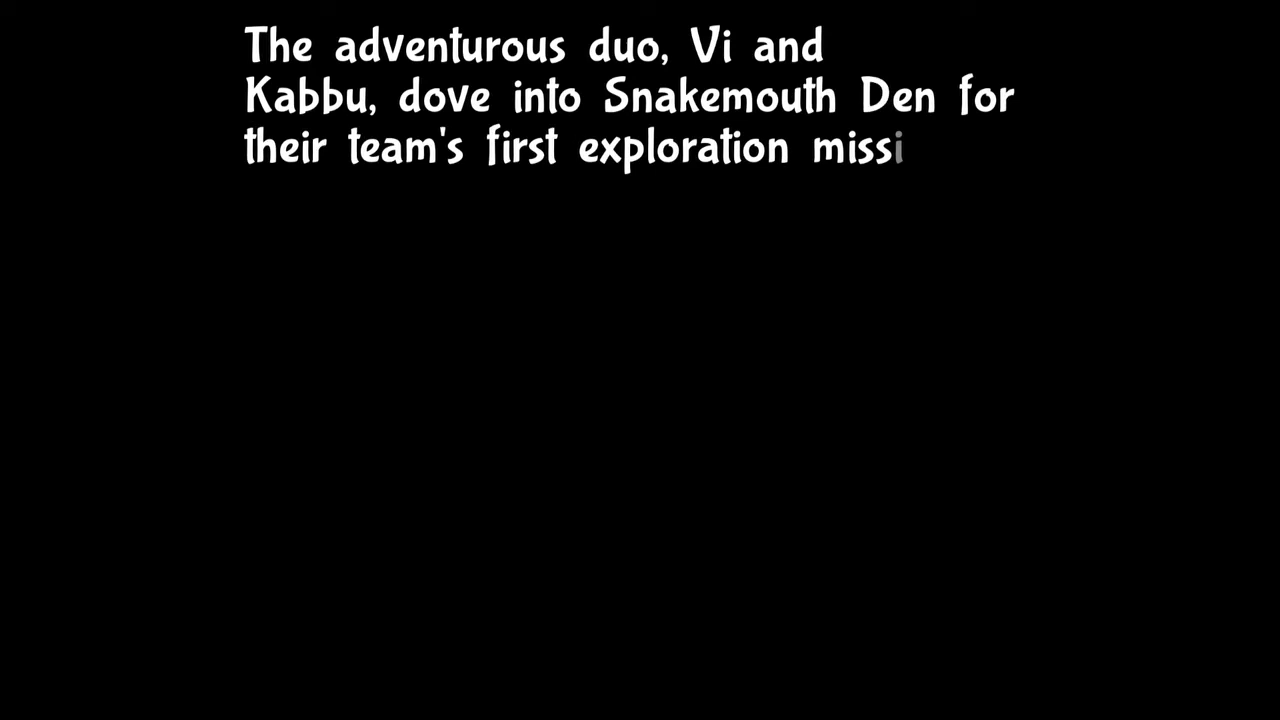 The adventurous duo, Vi and
Kabbu, dove into Snakemouth Den for
their team's first exploration missi